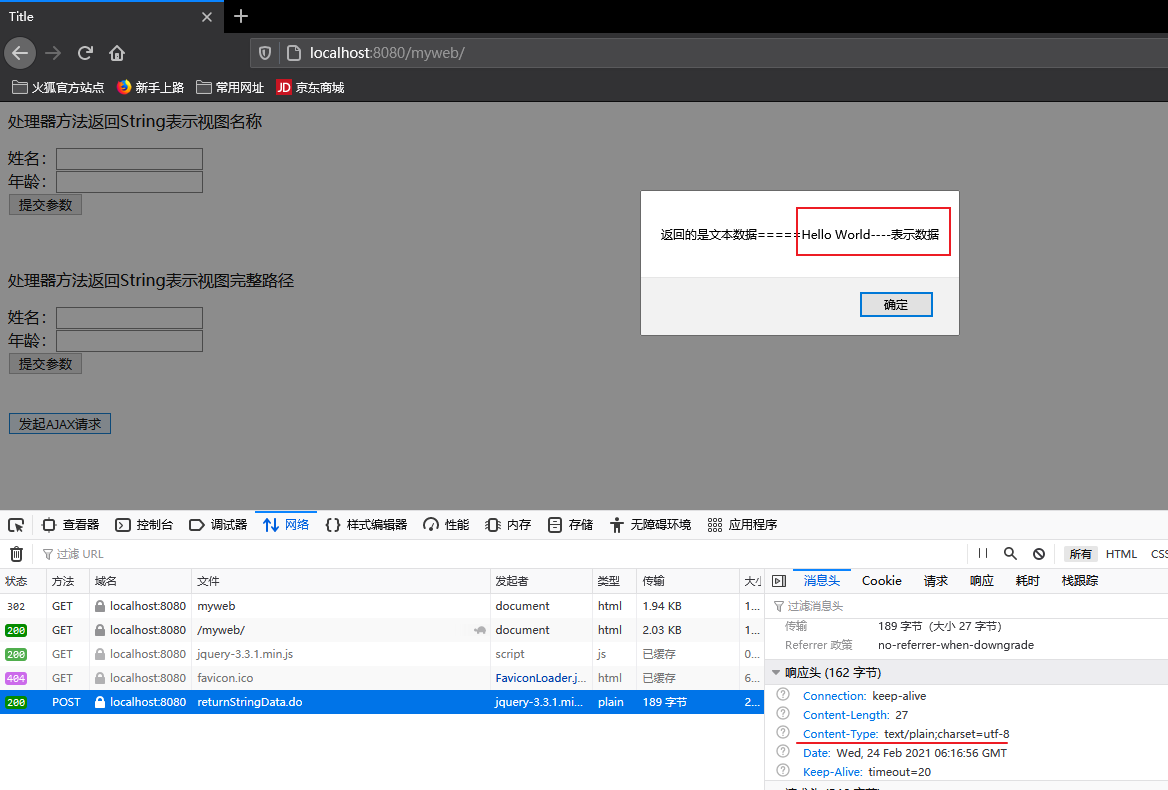 Title
localhost:8080/myweb/
火狐官方站点 新手上路 常用网址 JD 京东商城
处理器方法返回String表示视图名称
姓名：
年龄：
提交参数
返回的是文本数据=====Hello World----表示数据
确定
处理器方法返回String表示视图完整路径
姓名：
年龄：
提交参数
发起AJAX请求
查看器 控制台 调试器 网络 {} 样式编辑器 性能 内存 存储 无障碍环境 应用程序
过滤 URL 所有 HTML CSS
状态 方法 域名 文件 发起者 类型 传输 大小
302 GET localhost:8080 myweb document html 1.94 KB 1...
200 GET localhost:8080 /myweb/ document html 2.03 KB 1...
200 GET localhost:8080 jquery-3.3.1.min.js script js 已缓存 0...
404 GET localhost:8080 favicon.ico FaviconLoader.j... html 已缓存 6...
200 POST localhost:8080 returnStringData.do jquery-3.3.1.mi... plain 189 字节 2...
消息头 Cookie 请求 响应 耗时 栈跟踪
过滤消息头
传输 189 字节（大小 27 字节）
Referrer 政策 no-referrer-when-downgrade
响应头 (162 字节)
Connection: keep-alive
Content-Length: 27
Content-Type: text/plain;charset=utf-8
Date: Wed, 24 Feb 2021 06:16:56 GMT
Keep-Alive: timeout=20